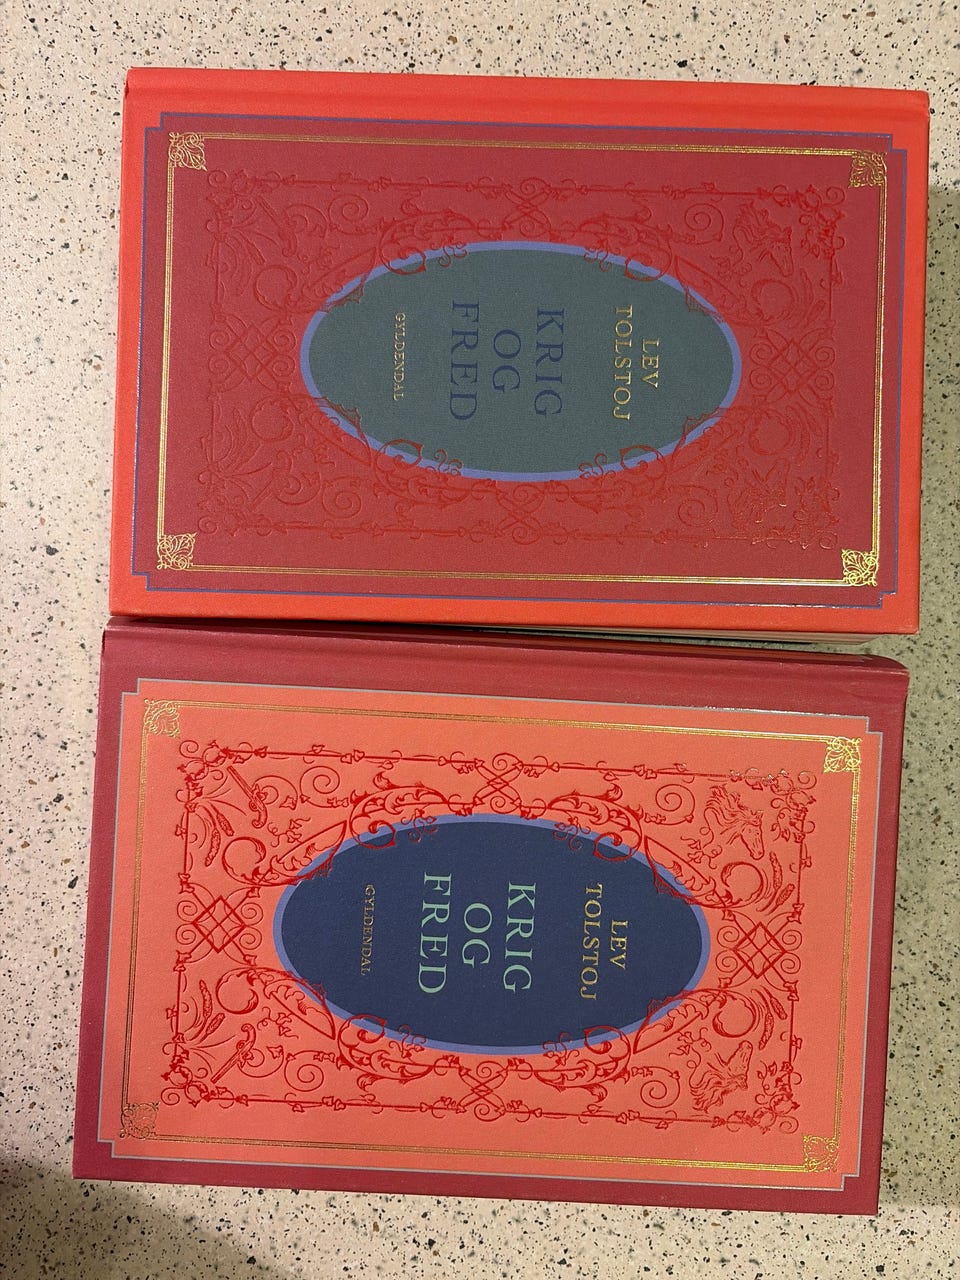 LEV
TOLSTOJ
KRIG
OG
FRED
GYLDENDAL
LEV
TOLSTOJ
KRIG
OG
FRED
GYLDENDAL